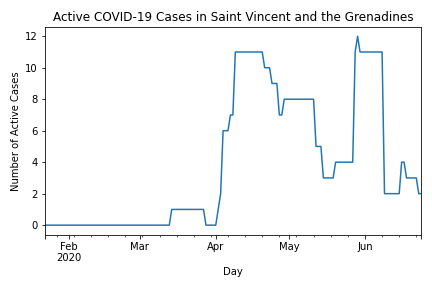 Active COVID-19 Cases in Saint Vincent and the Grenadines
12
10
8
6
4
2
0
Number of Active Cases
Feb
2020
Mar
Apr
May
Jun
Day